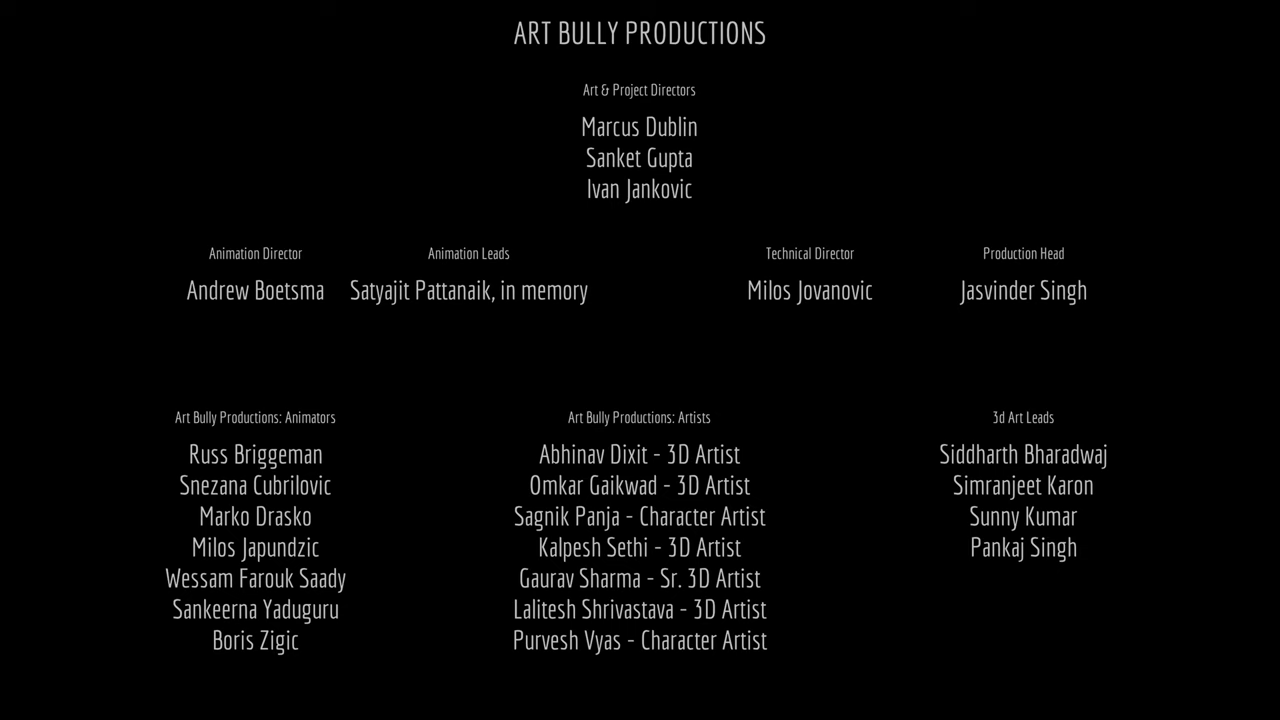 ART BULLY PRODUCTIONS
Art & Project Directors
Marcus Dublin
Sanket Gupta
Ivan Jankovic
Animation Director
Andrew Boetsma
Animation Leads
Satyajit Pattanaik, in memory
Technical Director
Milos Jovanovic
Production Head
Jasvinder Singh
Art Bully Productions: Animators
Russ Briggeman
Snezana Cubrilovic
Marko Drasko
Milos Japundzic
Wessam Farouk Saady
Sankeerna Yaduguru
Boris Zigic
Art Bully Productions: Artists
Abhinav Dixit - 3D Artist
Omkar Gaikwad - 3D Artist
Sagnik Panja - Character Artist
Kalpesh Sethi - 3D Artist
Gaurav Sharma - Sr. 3D Artist
Lalitesh Shrivastava - 3D Artist
Purvesh Vyas - Character Artist
3d Art Leads
Siddharth Bharadwaj
Simranjeet Karon
Sunny Kumar
Pankaj Singh